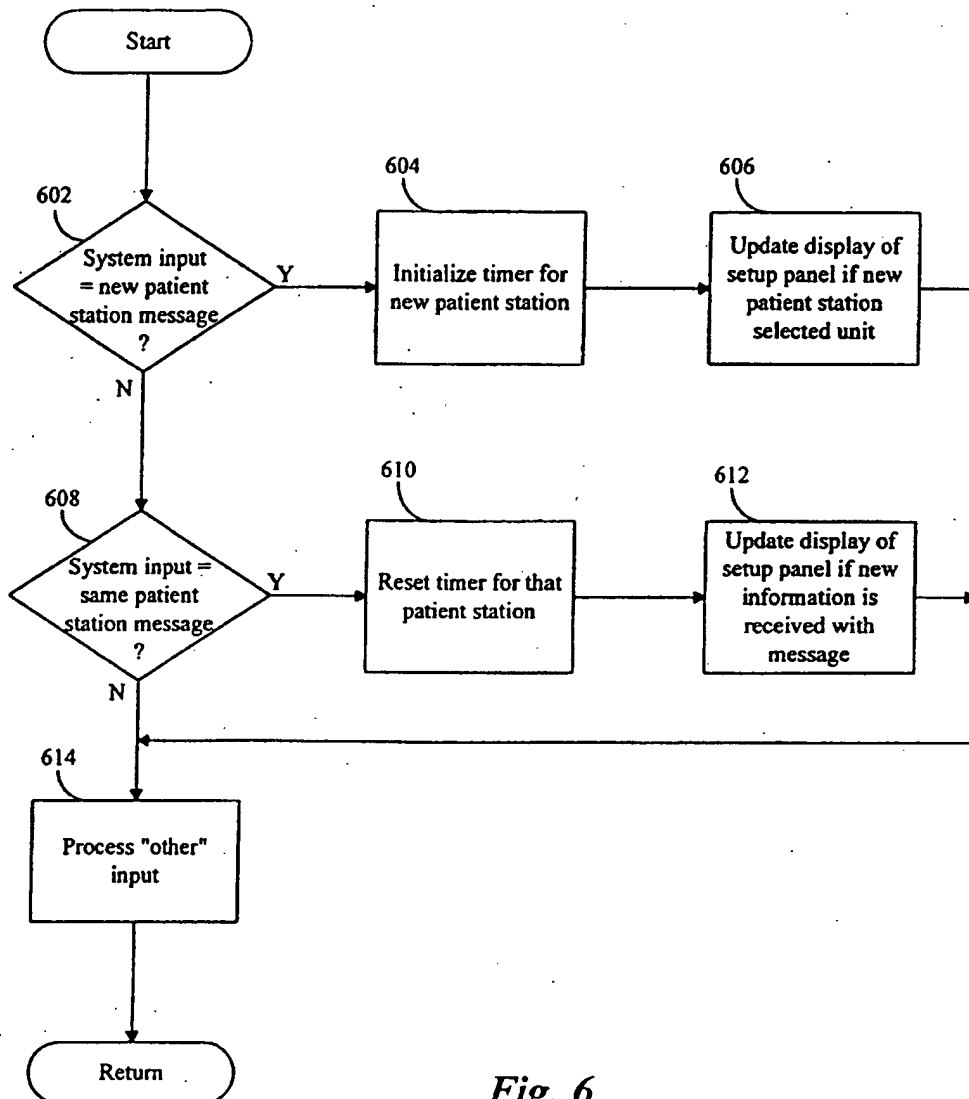 Start
602
System input
= new patient
station message
?
Y
N
604
Initialize timer for
new patient station
606
Update display of
setup panel if new
patient station
selected unit
608
System input =
same patient
station message
?
Y
N
610
Reset timer for that
patient station
612
Update display of
setup panel if new
information is
received with
message
614
Process "other"
input
Return
Fig. 6